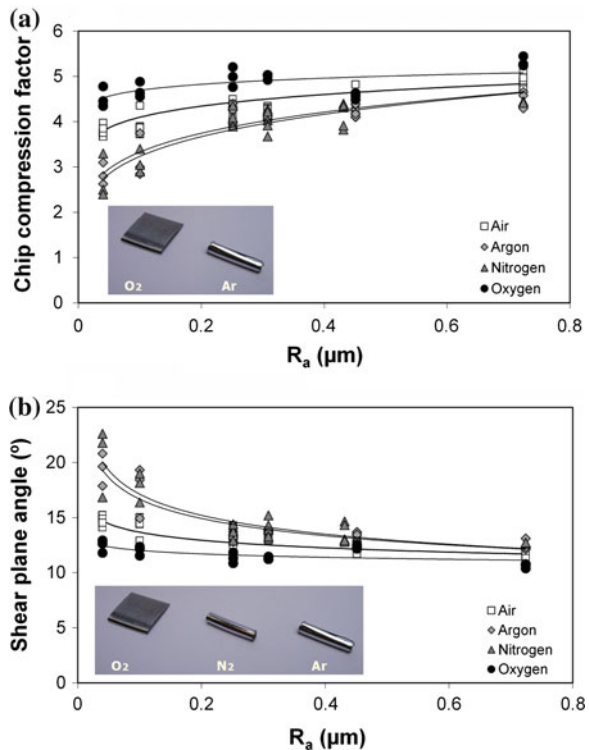 (a)
6
5
4
3
2
1
0
Chip compression factor
O₂ Ar
Air
Argon
Nitrogen
Oxygen
0 0.2 0.4 0.6 0.8
Rₐ (µm)
(b)
25
20
15
10
5
0
Shear plane angle (º)
O₂ N₂ Ar
Air
Argon
Nitrogen
Oxygen
0 0.2 0.4 0.6 0.8
Rₐ (µm)